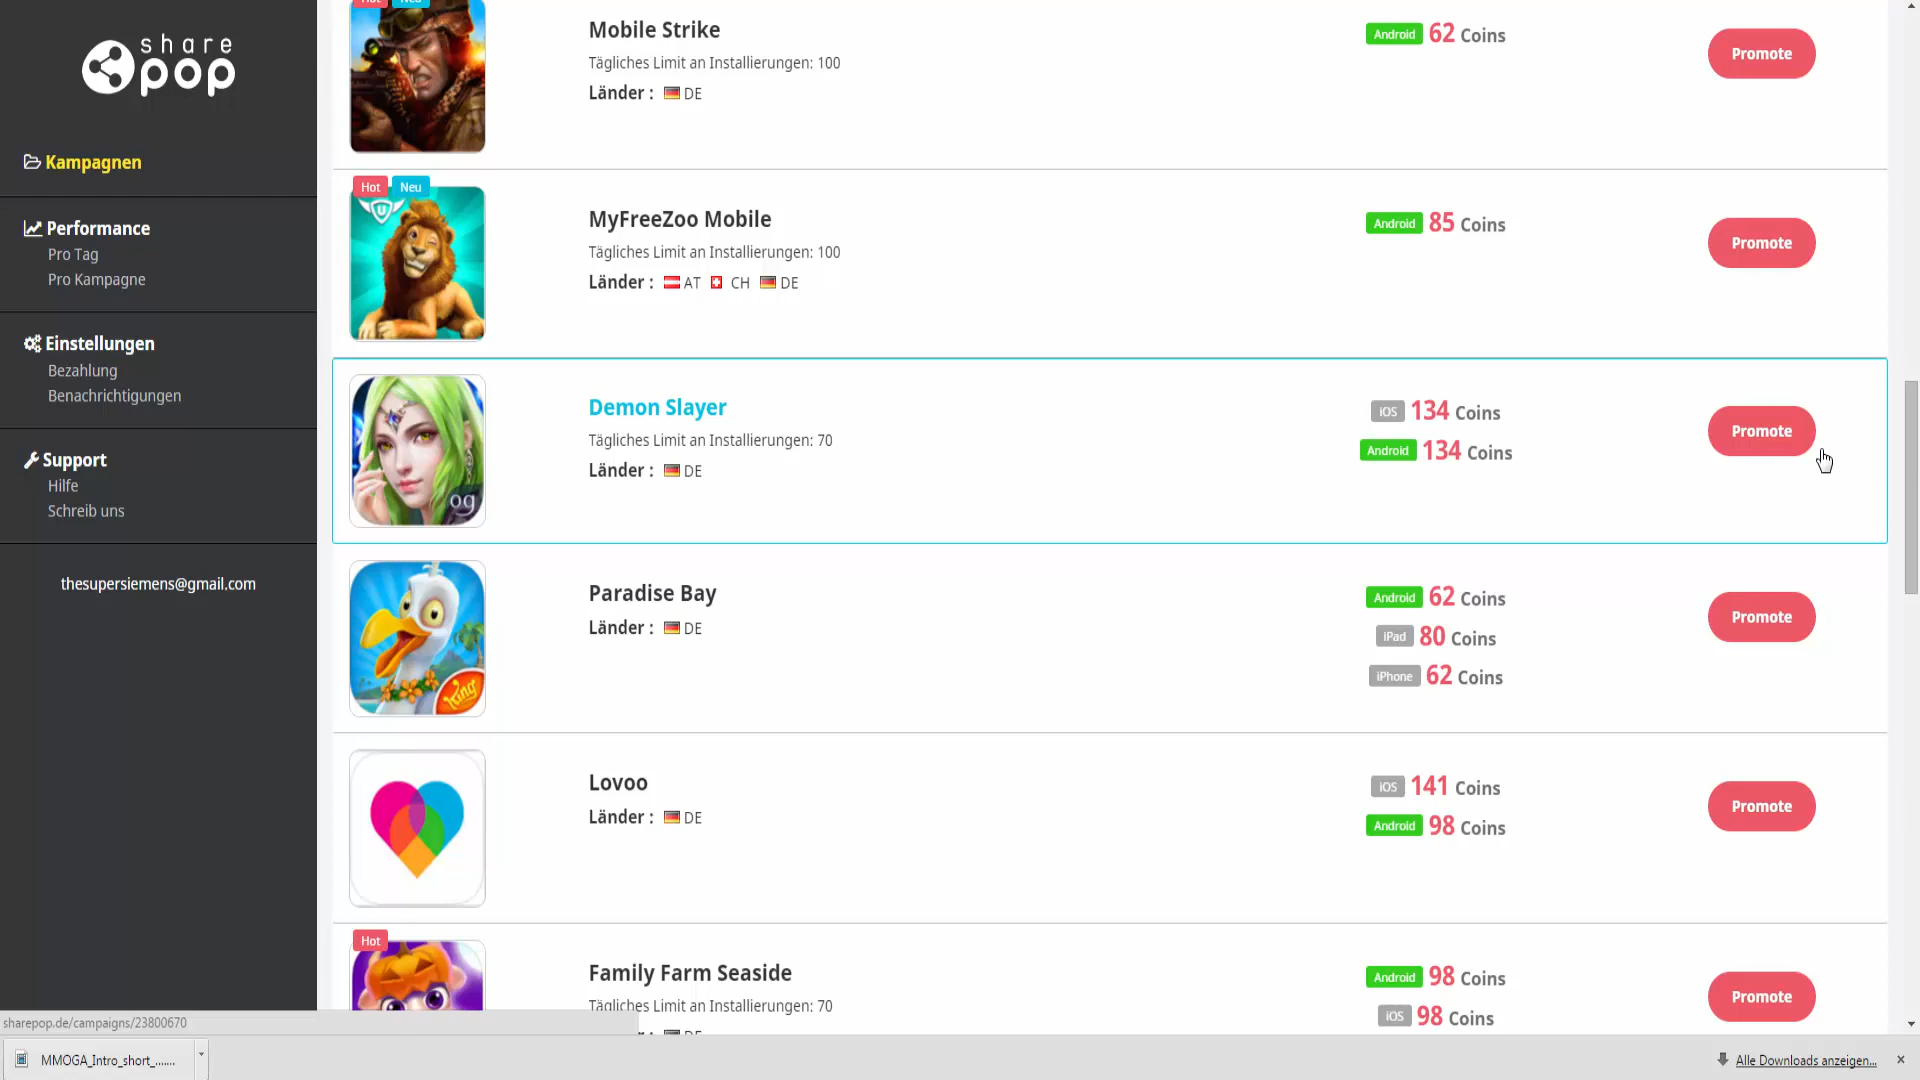 share
pop
Kampagnen
Performance
Pro Tag
Pro Kampagne
Einstellungen
Bezahlung
Benachrichtigungen
Support
Hilfe
Schreib uns
thesupersiemens@gmail.com
Hot Neu
Mobile Strike
Tägliches Limit an Installierungen: 100
Länder : DE
Android 62 Coins
Promote
Hot Neu
U
MyFreeZoo Mobile
Tägliches Limit an Installierungen: 100
Länder : AT CH DE
Android 85 Coins
Promote
og
Demon Slayer
Tägliches Limit an Installierungen: 70
Länder : DE
iOS 134 Coins
Android 134 Coins
Promote
King
Paradise Bay
Länder : DE
Android 62 Coins
iPad 80 Coins
iPhone 62 Coins
Promote
Lovoo
Länder : DE
iOS 141 Coins
Android 98 Coins
Promote
Hot
Family Farm Seaside
Tägliches Limit an Installierungen: 70
DE
Android 98 Coins
iOS 98 Coins
Promote
sharepop.de/campaigns/23800670
MMOGA_Intro_short_.......
Alle Downloads anzeigen...